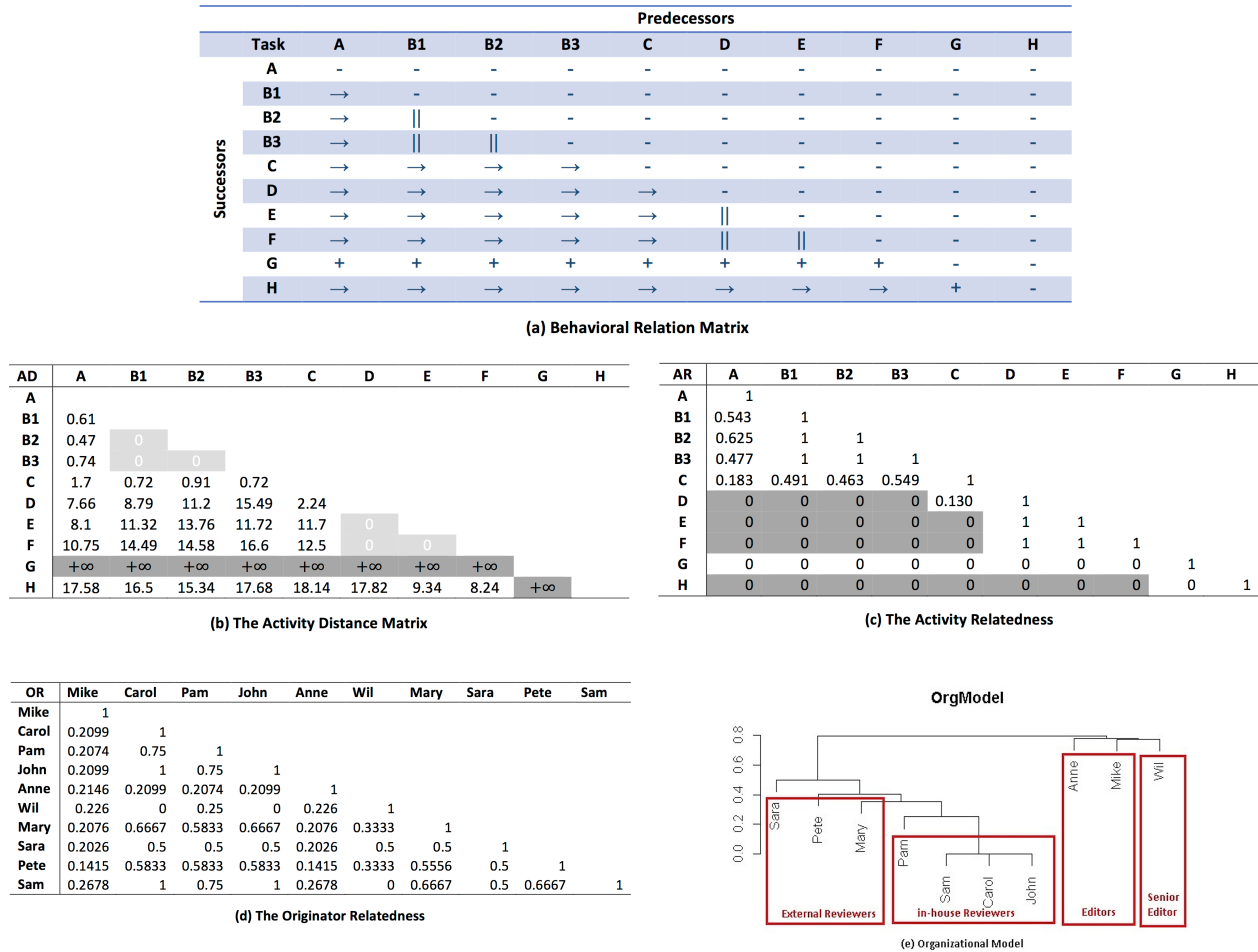 Predecessors
Task A B1 B2 B3 C D E F G H
Successors
A - - - - - - - - - -
B1 → - - - - - - - - -
B2 → || - - - - - - - -
B3 → || || - - - - - - -
C → → → → - - - - - -
D → → → → → - - - - -
E → → → → → || - - - -
F → → → → → || || - - -
G + + + + + + + + - -
H → → → → → → → → + -
(a) Behavioral Relation Matrix
AD A B1 B2 B3 C D E F G H
A
B1 0.61
B2 0.47 0
B3 0.74 0 0
C 1.7 0.72 0.91 0.72
D 7.66 8.79 11.2 15.49 2.24
E 8.1 11.32 13.76 11.72 11.7 0
F 10.75 14.49 14.58 16.6 12.5 0 0
G +∞ +∞ +∞ +∞ +∞ +∞ +∞ +∞
H 17.58 16.5 15.34 17.68 18.14 17.82 9.34 8.24 +∞
(b) The Activity Distance Matrix
AR A B1 B2 B3 C D E F G H
A 1
B1 0.543 1
B2 0.625 1 1
B3 0.477 1 1 1
C 0.183 0.491 0.463 0.549 1
D 0 0 0 0 0.130 1
E 0 0 0 0 0 1 1
F 0 0 0 0 0 1 1 1
G 0 0 0 0 0 0 0 0 1
H 0 0 0 0 0 0 0 0 0 1
(c) The Activity Relatedness
OR Mike Carol Pam John Anne Wil Mary Sara Pete Sam
Mike 1
Carol 0.2099 1
Pam 0.2074 0.75 1
John 0.2099 1 0.75 1
Anne 0.2146 0.2099 0.2074 0.2099 1
Wil 0.226 0 0.25 0 0.226 1
Mary 0.2076 0.6667 0.5833 0.6667 0.2076 0.3333 1
Sara 0.2026 0.5 0.5 0.5 0.2026 0.5 0.5 1
Pete 0.1415 0.5833 0.5833 0.5833 0.1415 0.3333 0.5556 0.5 1
Sam 0.2678 1 0.75 1 0.2678 0 0.6667 0.5 0.6667 1
(d) The Originator Relatedness
OrgModel
0.8
0.6
0.4
0.2
0.0
Sara
Pete
Mary
Pam
Sam
Carol
John
Anne
Mike
Wil
External Reviewers
in-house Reviewers
Editors
Senior
Editor
(e) Organizational Model